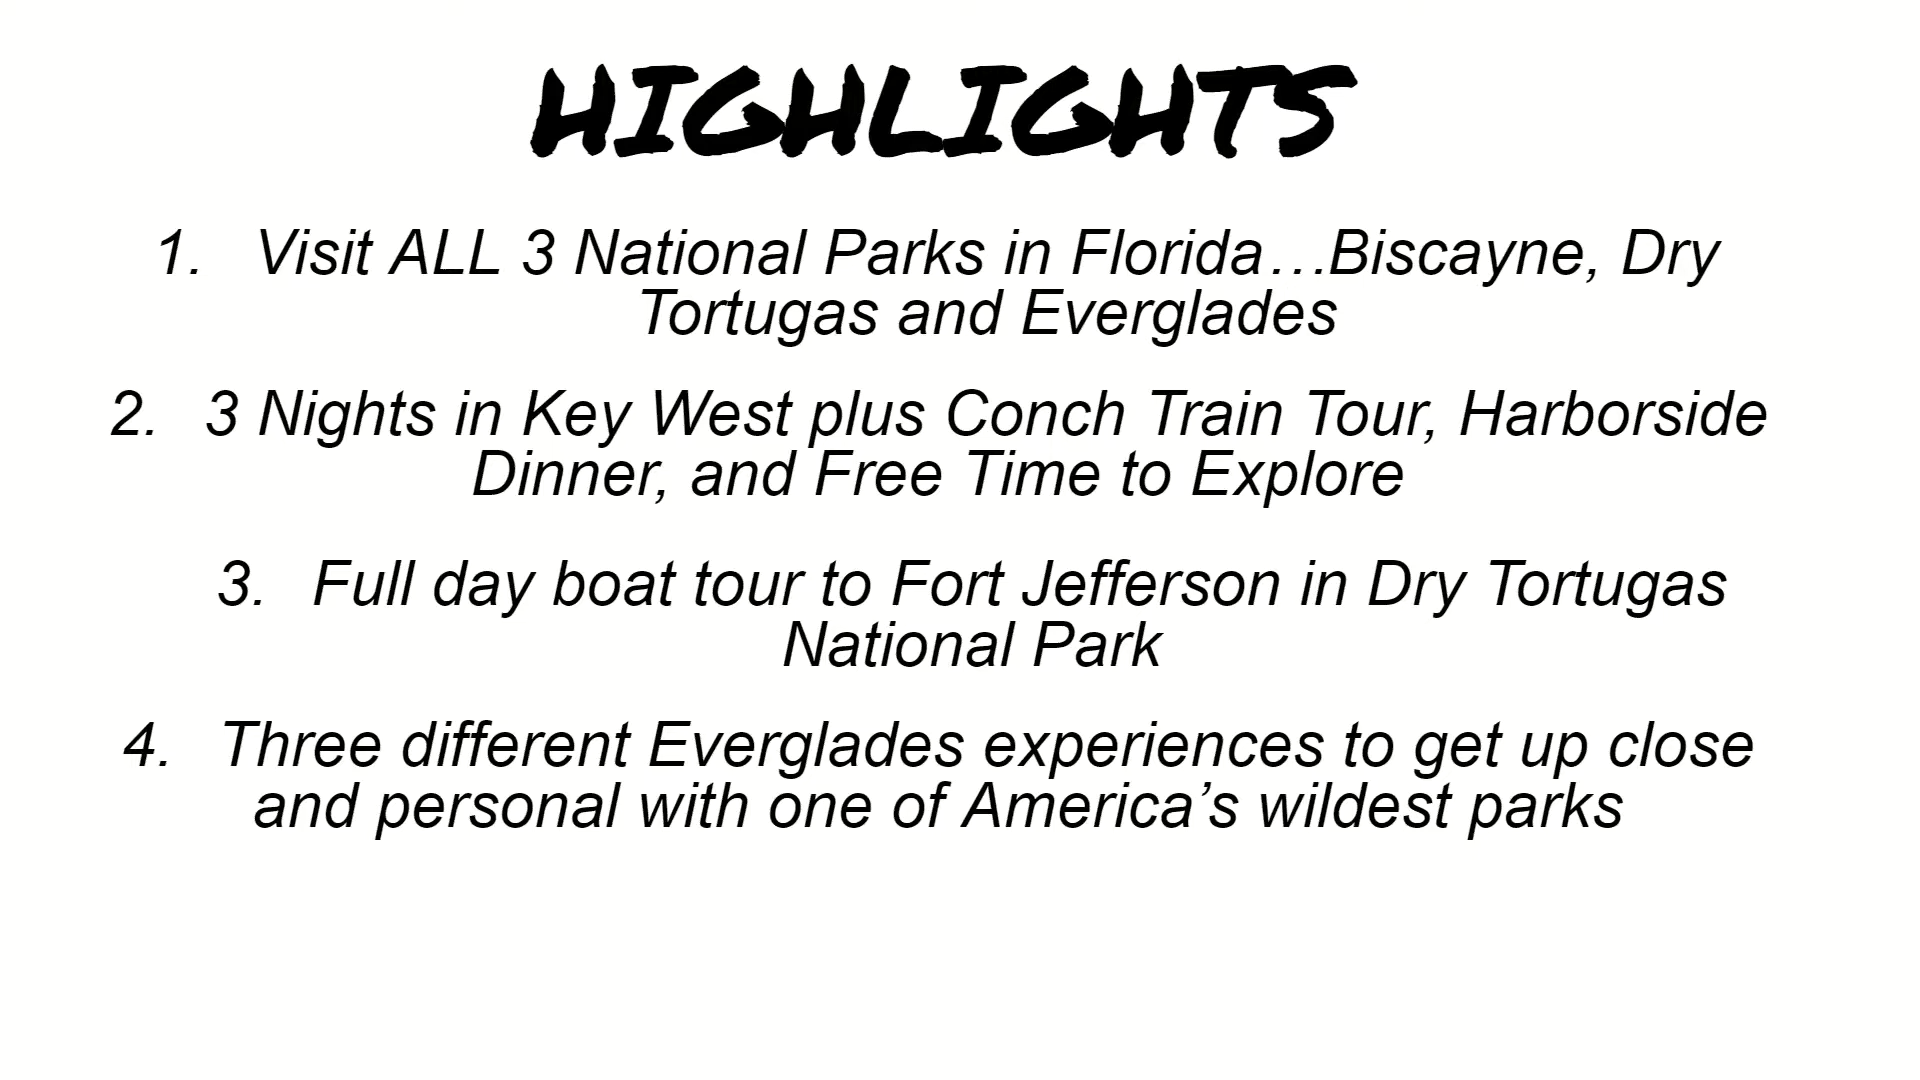 HIGHLIGHTS
1. Visit ALL 3 National Parks in Florida…Biscayne, Dry
Tortugas and Everglades
2. 3 Nights in Key West plus Conch Train Tour, Harborside
Dinner, and Free Time to Explore
3. Full day boat tour to Fort Jefferson in Dry Tortugas
National Park
4. Three different Everglades experiences to get up close
and personal with one of America’s wildest parks